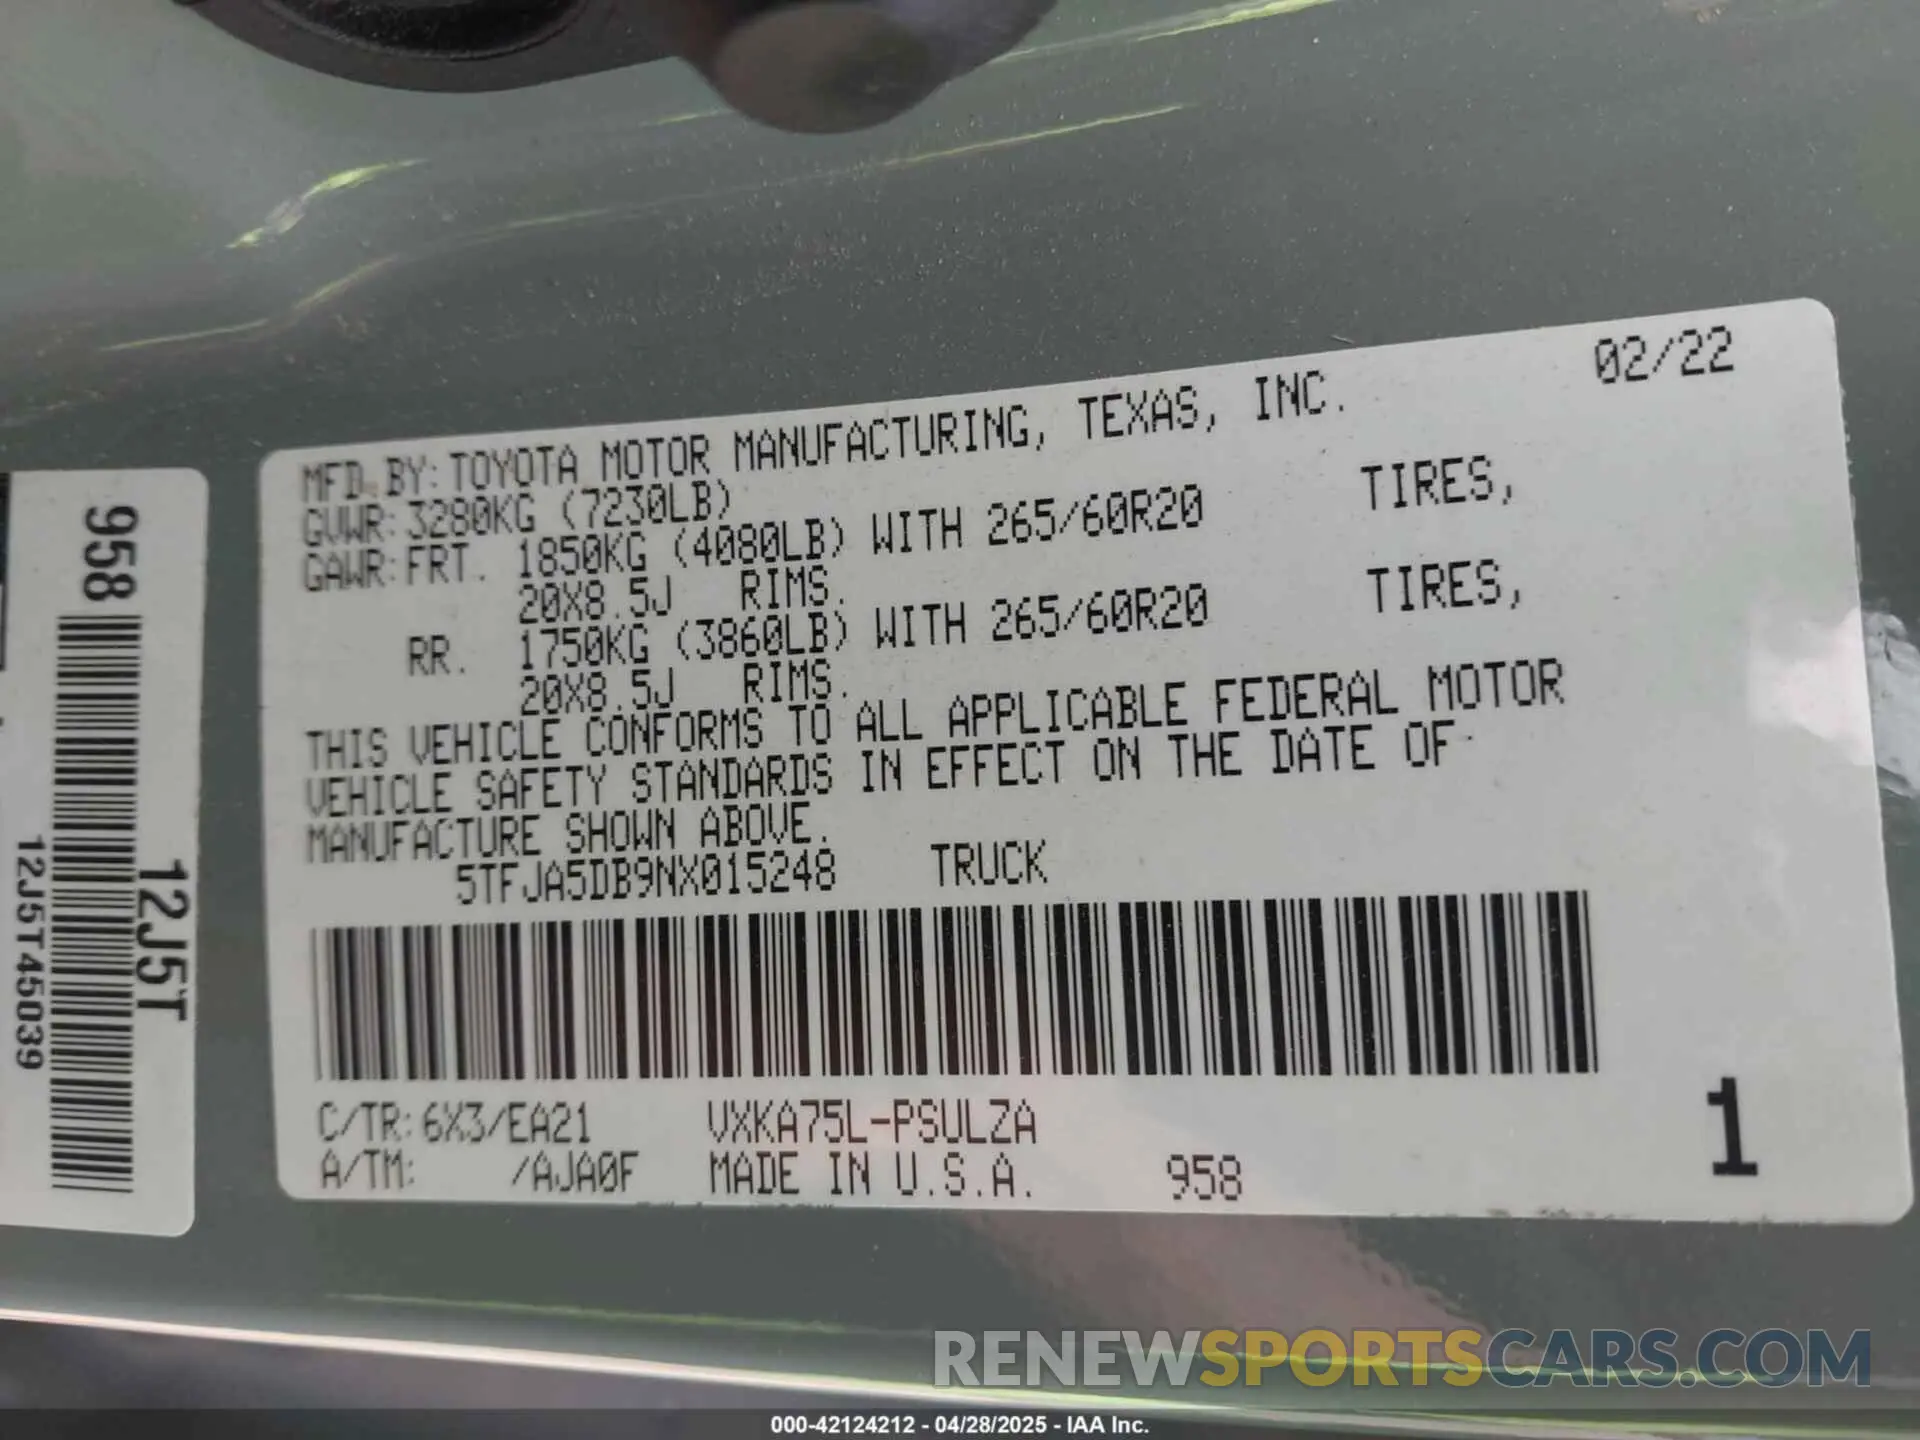 958
12J5T
12J5T45039
02/22
MFD.BY:TOYOTA MOTOR MANUFACTURING, TEXAS, INC.
GVWR:3280KG (7230LB)
GAWR:FRT. 1850KG (4080LB) WITH 265/60R20 TIRES,
20X8.5J RIMS.
RR. 1750KG (3860LB) WITH 265/60R20 TIRES,
20X8.5J RIMS.
THIS VEHICLE CONFORMS TO ALL APPLICABLE FEDERAL MOTOR
VEHICLE SAFETY STANDARDS IN EFFECT ON THE DATE OF
MANUFACTURE SHOWN ABOVE.
5TFJA5DB9NX015248 TRUCK
C/TR:6X3/EA21 VXKA75L-PSULZA
A/TM: /AJA0F MADE IN U.S.A. 958
1
RENEWSPORTSCARS.COM
000-42124212 - 04/28/2025 - IAA Inc.